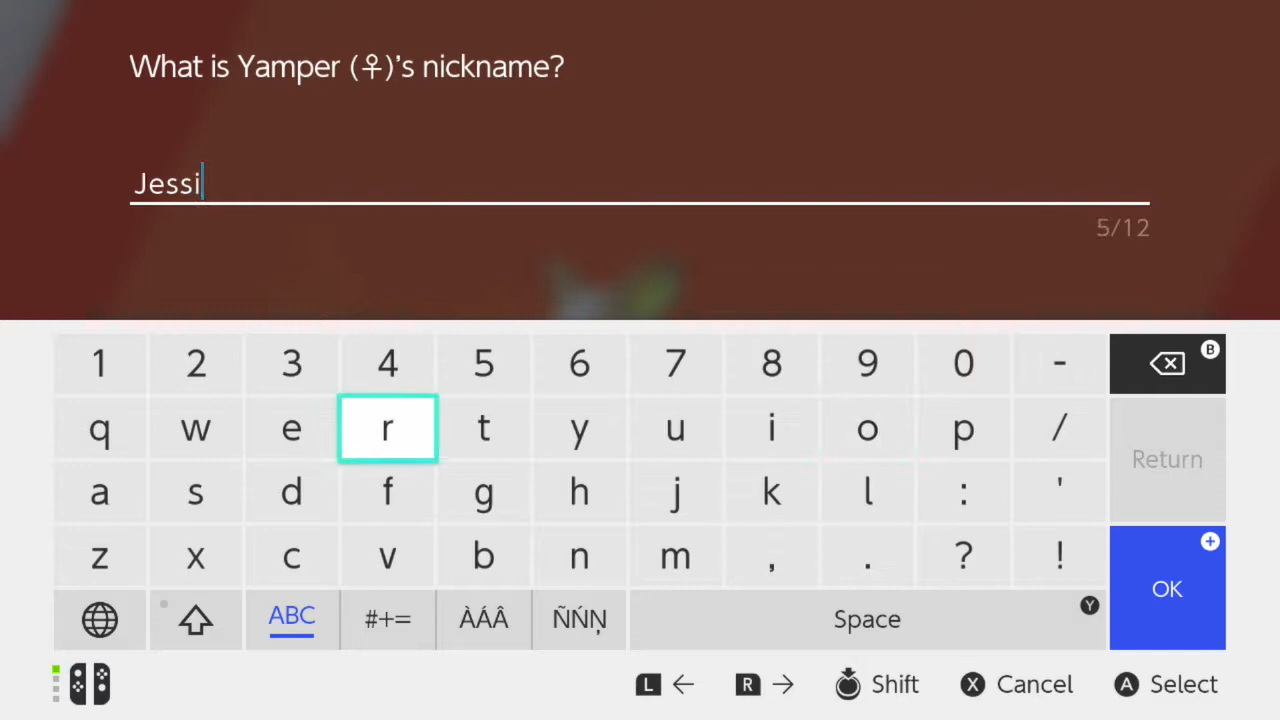 What is Yamper (♀)'s nickname?
Jessi
5/12
1 2 3 4 5 6 7 8 9 0 - B
q w e r t y u i o p /
Return
a s d f g h j k l : '
z x c v b n m , . ? ! +
OK
ABC #+= ÀÁÂ ÑŃŅ Space Y
L ← R → Shift X Cancel A Select